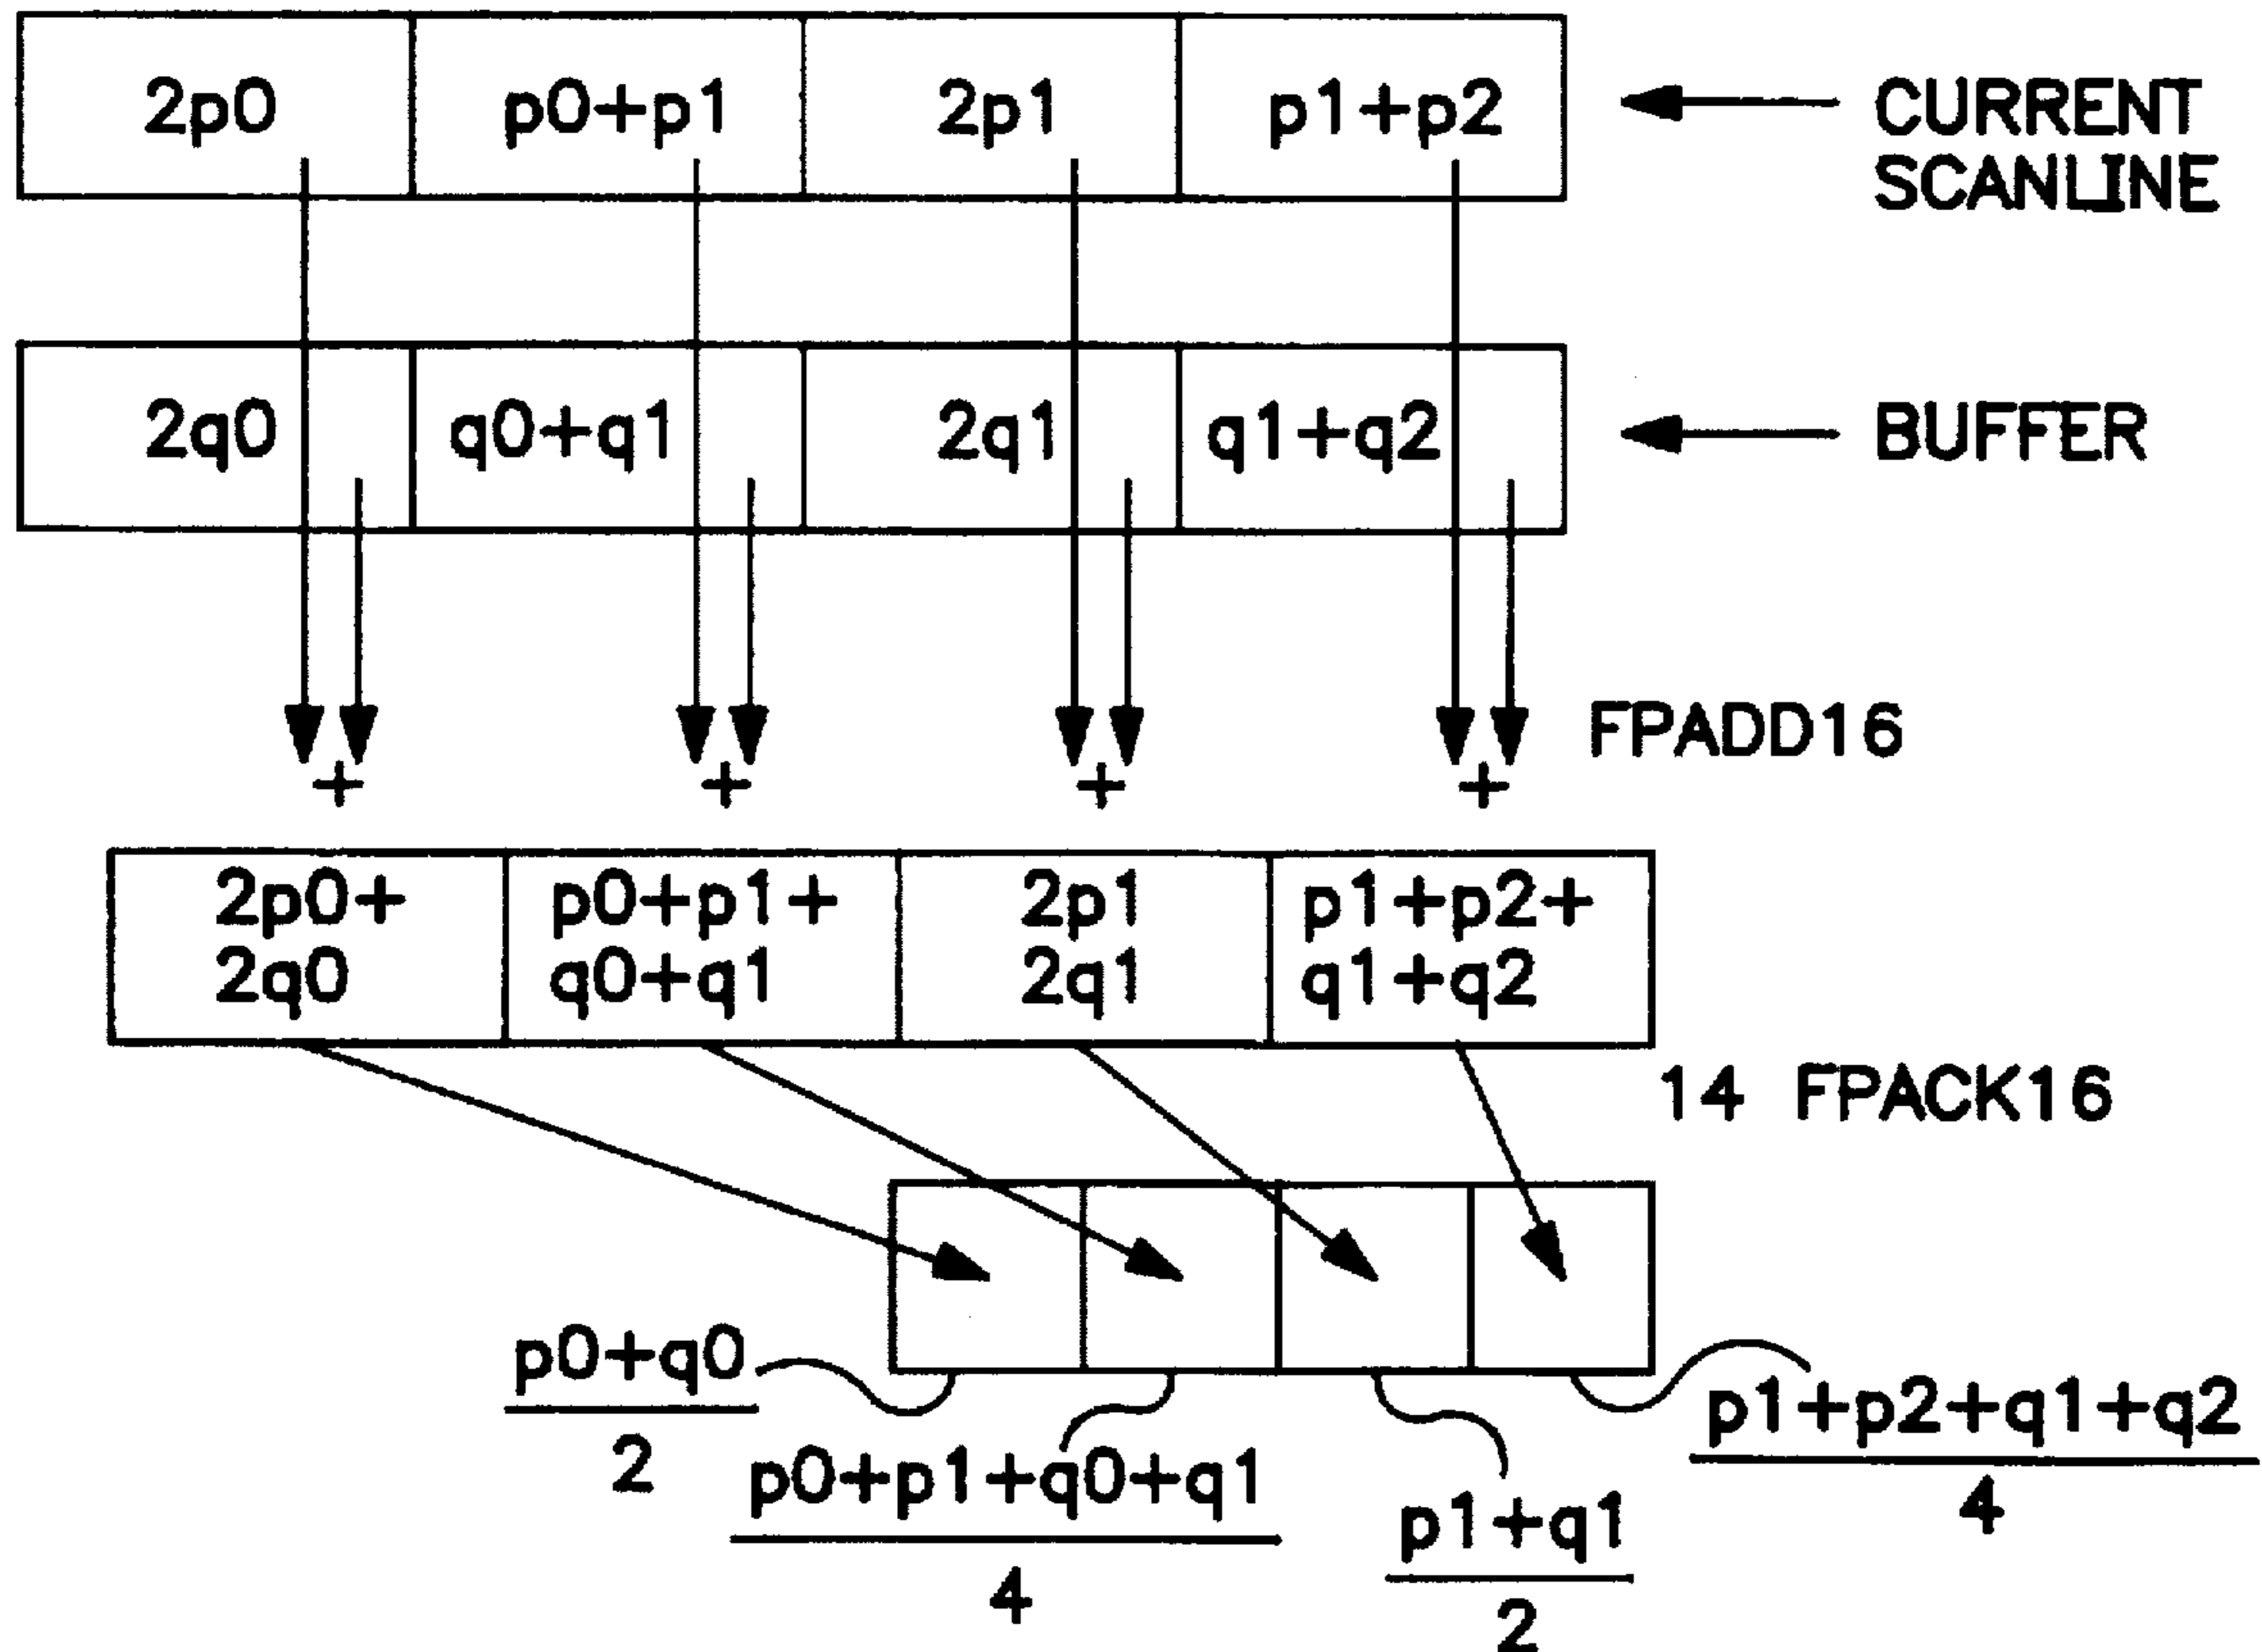 2p0 p0+p1 2p1 p1+p2 CURRENT
SCANLINE
2q0 q0+q1 2q1 q1+q2 BUFFER
FPADD16
+ + + +
2p0+ p0+p1+ 2p1 p1+p2+
2q0 q0+q1 2q1 q1+q2
14 FPACK16
p0+q0
2
p0+p1+q0+q1
4
p1+q1
2
p1+p2+q1+q2
4